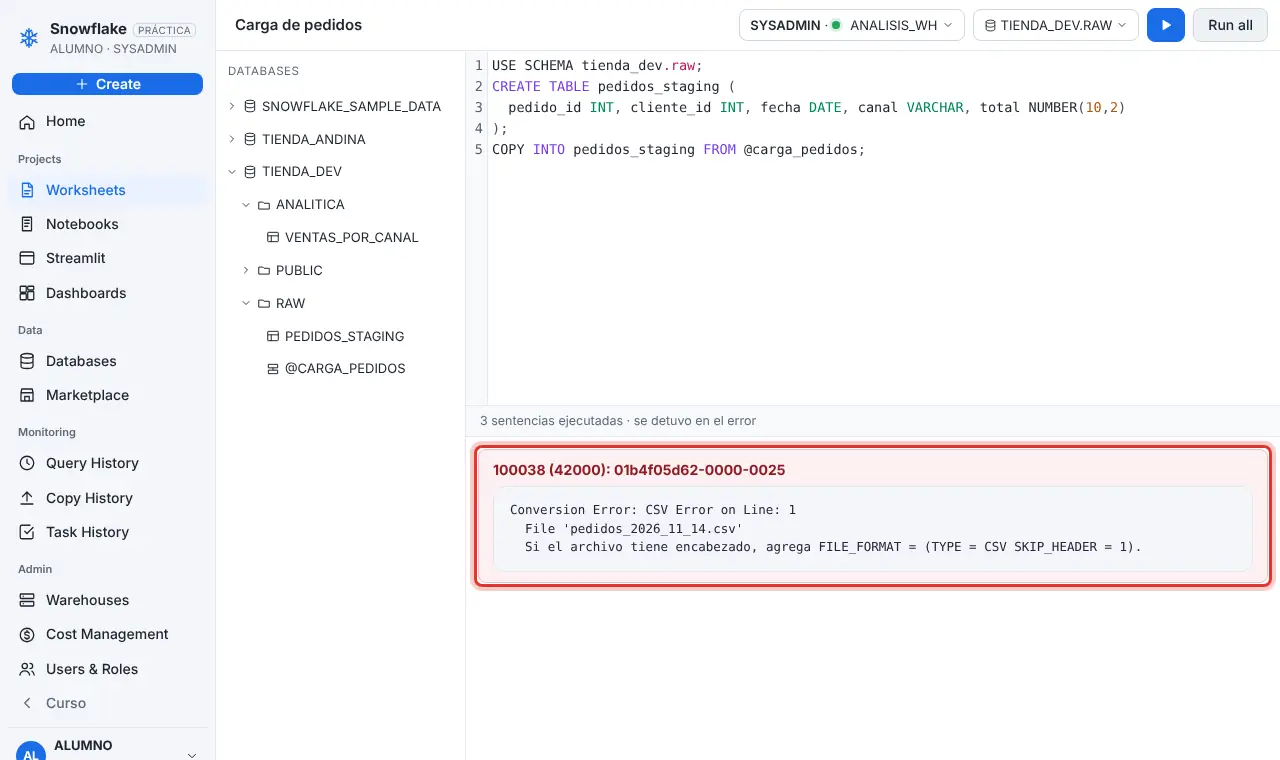 Snowflake PRÁCTICA
ALUMNO · SYSADMIN
+ Create
Home
Projects
Worksheets
Notebooks
Streamlit
Dashboards
Data
Databases
Marketplace
Monitoring
Query History
Copy History
Task History
Admin
Warehouses
Cost Management
Users & Roles
Curso
AL ALUMNO
Carga de pedidos
SYSADMIN · ANALISIS_WH
TIENDA_DEV.RAW
Run all
DATABASES
SNOWFLAKE_SAMPLE_DATA
TIENDA_ANDINA
TIENDA_DEV
ANALITICA
VENTAS_POR_CANAL
PUBLIC
RAW
PEDIDOS_STAGING
@CARGA_PEDIDOS
1 USE SCHEMA tienda_dev.raw;
2 CREATE TABLE pedidos_staging (
3 pedido_id INT, cliente_id INT, fecha DATE, canal VARCHAR, total NUMBER(10,2)
4 );
5 COPY INTO pedidos_staging FROM @carga_pedidos;
3 sentencias ejecutadas · se detuvo en el error
100038 (42000): 01b4f05d62-0000-0025
Conversion Error: CSV Error on Line: 1
File 'pedidos_2026_11_14.csv'
Si el archivo tiene encabezado, agrega FILE_FORMAT = (TYPE = CSV SKIP_HEADER = 1).